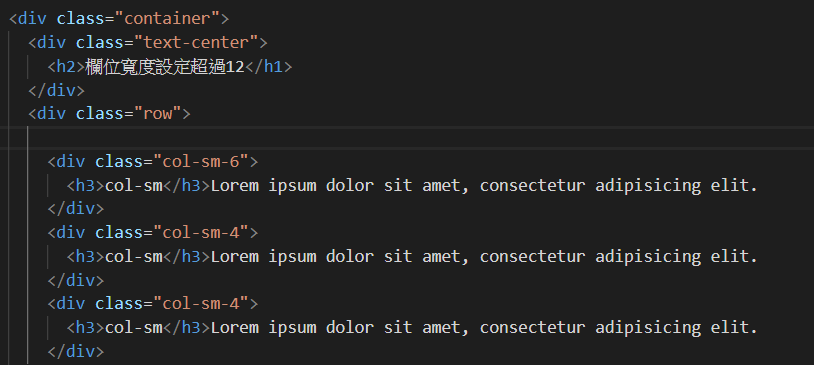 <div class="container">
<div class="text-center">
<h2>欄位寬度設定超過12</h1>
</div>
<div class="row">
<div class="col-sm-6">
<h3>col-sm</h3>Lorem ipsum dolor sit amet, consectetur adipisicing elit.
</div>
<div class="col-sm-4">
<h3>col-sm</h3>Lorem ipsum dolor sit amet, consectetur adipisicing elit.
</div>
<div class="col-sm-4">
<h3>col-sm</h3>Lorem ipsum dolor sit amet, consectetur adipisicing elit.
</div>